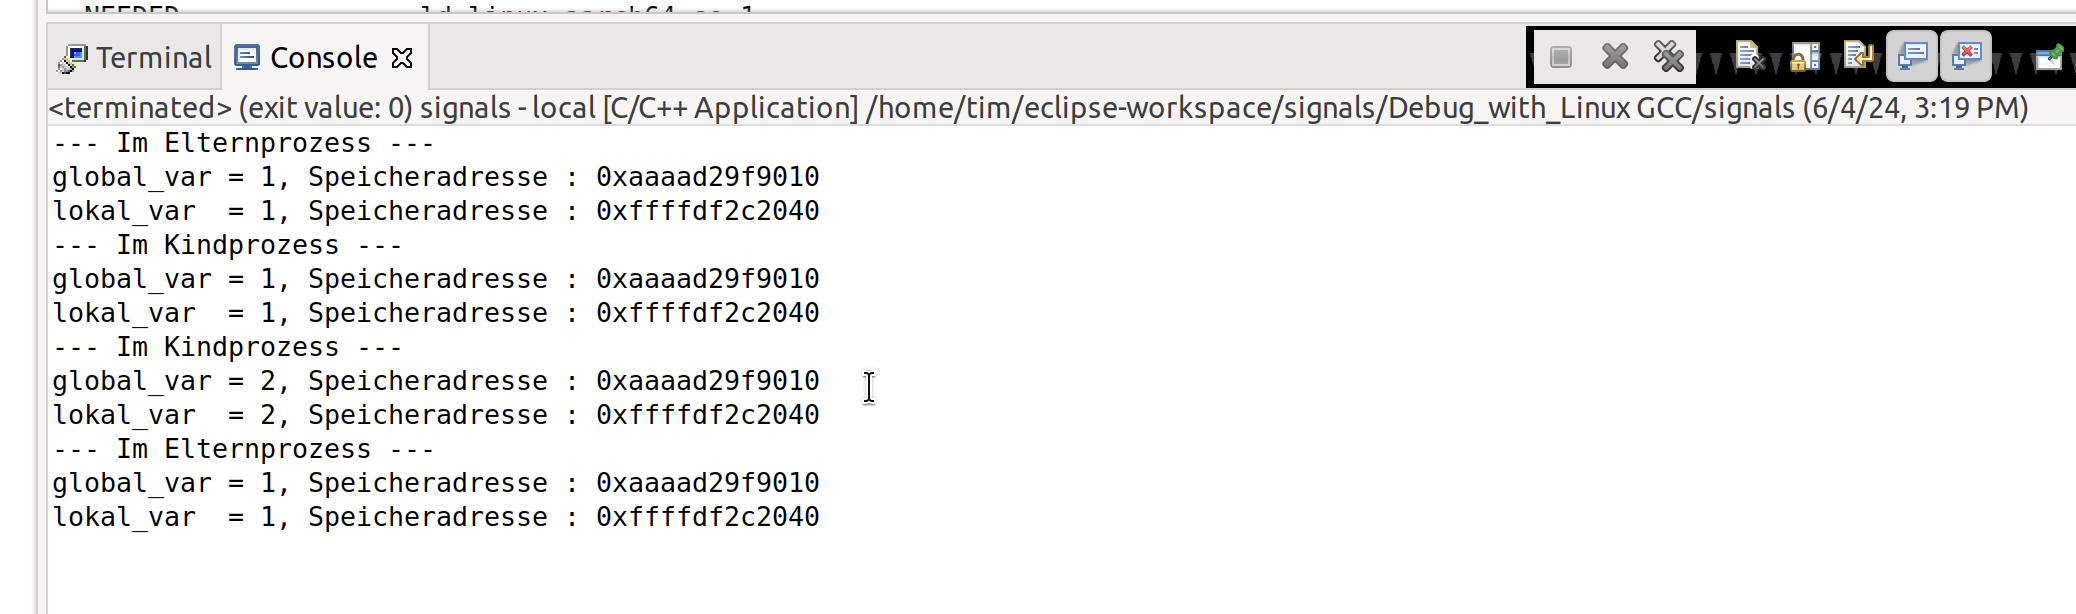 Terminal Console
<terminated> (exit value: 0) signals - local [C/C++ Application] /home/tim/eclipse-workspace/signals/Debug_with_Linux GCC/signals (6/4/24, 3:19 PM)
--- Im Elternprozess ---
global_var = 1, Speicheradresse : 0xaaaad29f9010
lokal_var  = 1, Speicheradresse : 0xffffdf2c2040
--- Im Kindprozess ---
global_var = 1, Speicheradresse : 0xaaaad29f9010
lokal_var  = 1, Speicheradresse : 0xffffdf2c2040
--- Im Kindprozess ---
global_var = 2, Speicheradresse : 0xaaaad29f9010
lokal_var  = 2, Speicheradresse : 0xffffdf2c2040
--- Im Elternprozess ---
global_var = 1, Speicheradresse : 0xaaaad29f9010
lokal_var  = 1, Speicheradresse : 0xffffdf2c2040